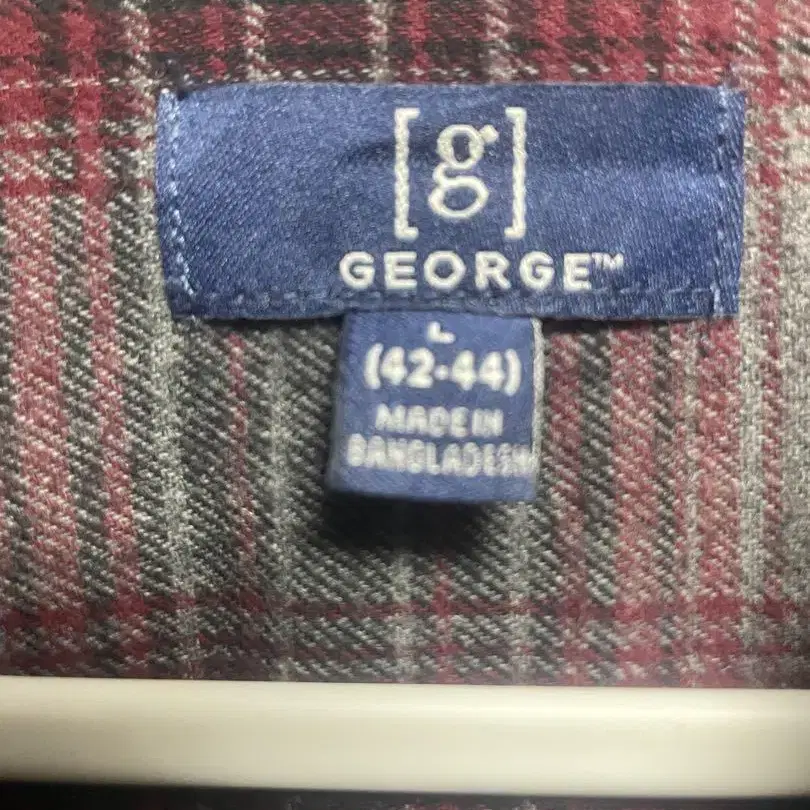 [g]
GEORGE™
L
(42-44)
MADE IN
BANGLADESH